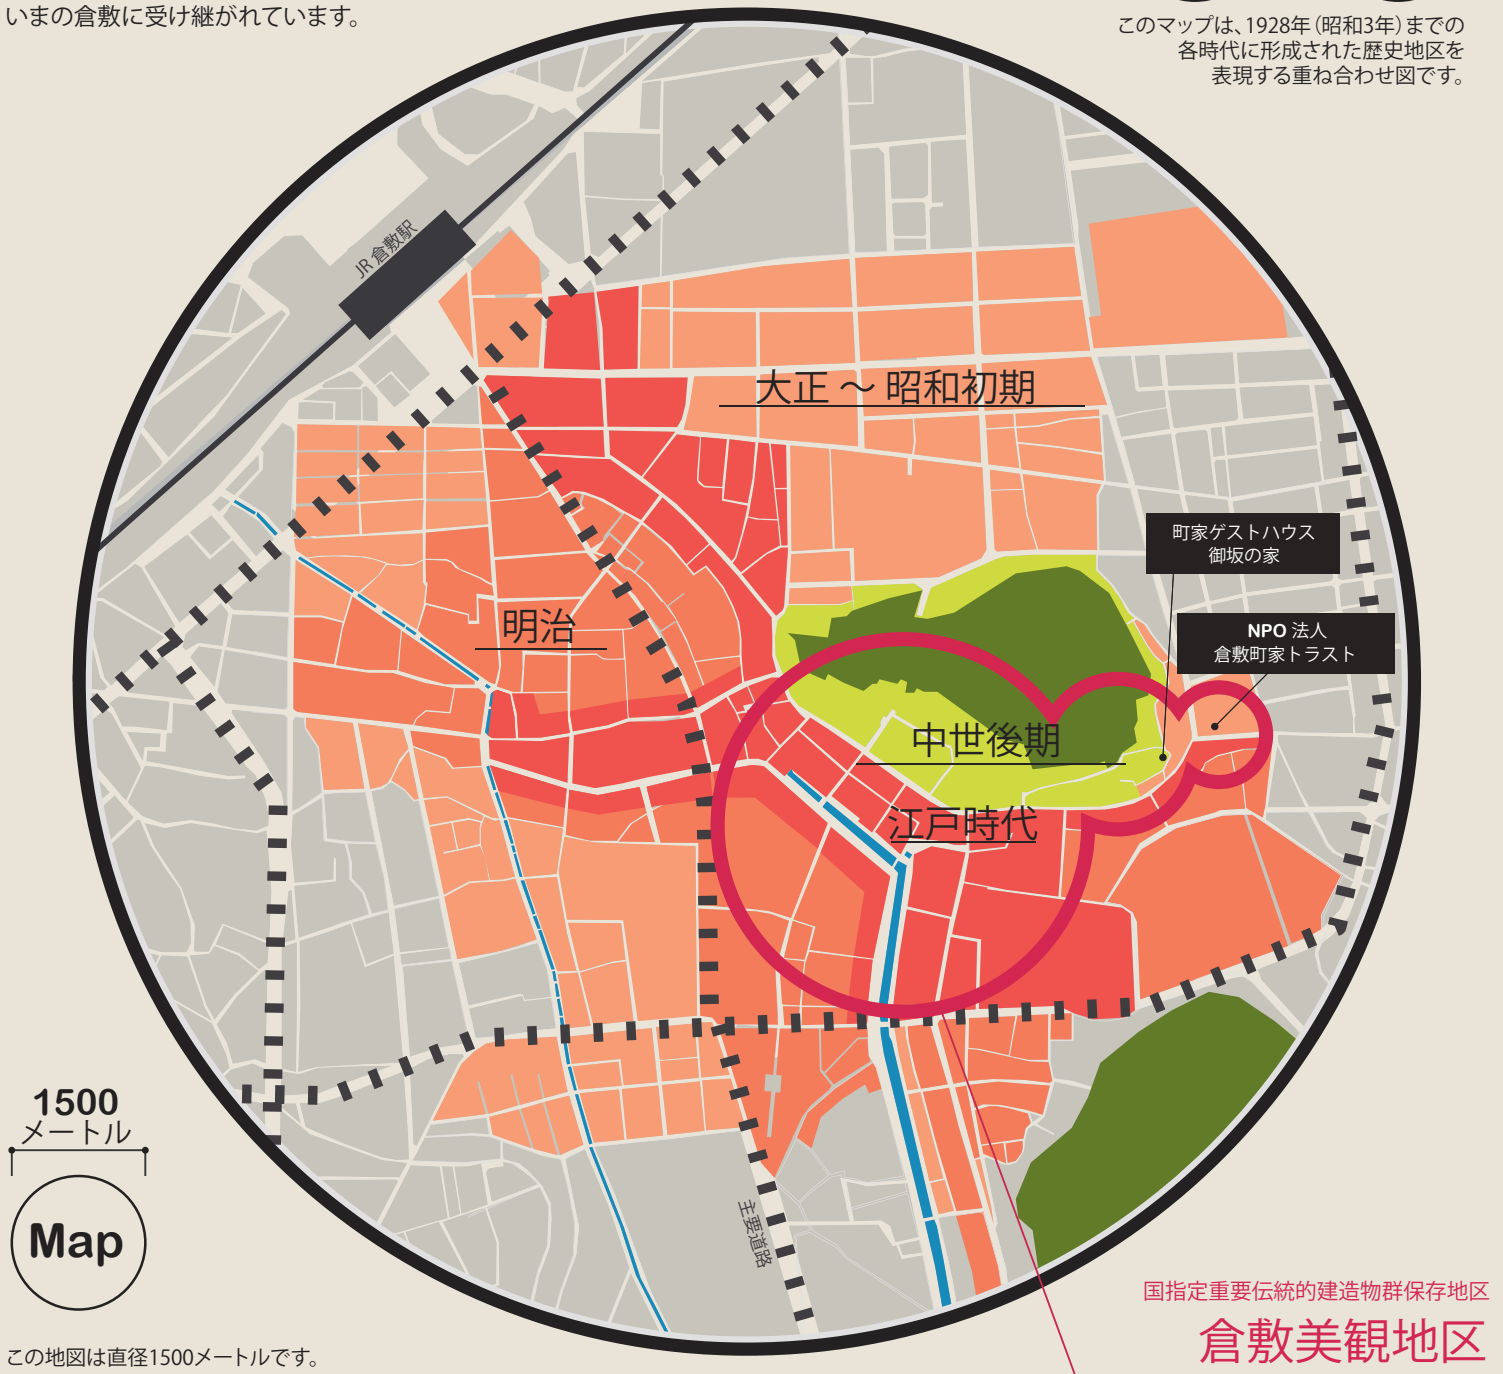 いまの倉敷に受け継がれています。
このマップは、1928年（昭和3年）までの
各時代に形成された歴史地区を
表現する重ね合わせ図です。
JR 倉敷駅
大正 〜 昭和初期
町家ゲストハウス
御坂の家
明治
NPO 法人
倉敷町家トラスト
中世後期
江戸時代
1500
メートル
Map
主要道路
国指定重要伝統的建造物群保存地区
倉敷美観地区
この地図は直径1500メートルです。